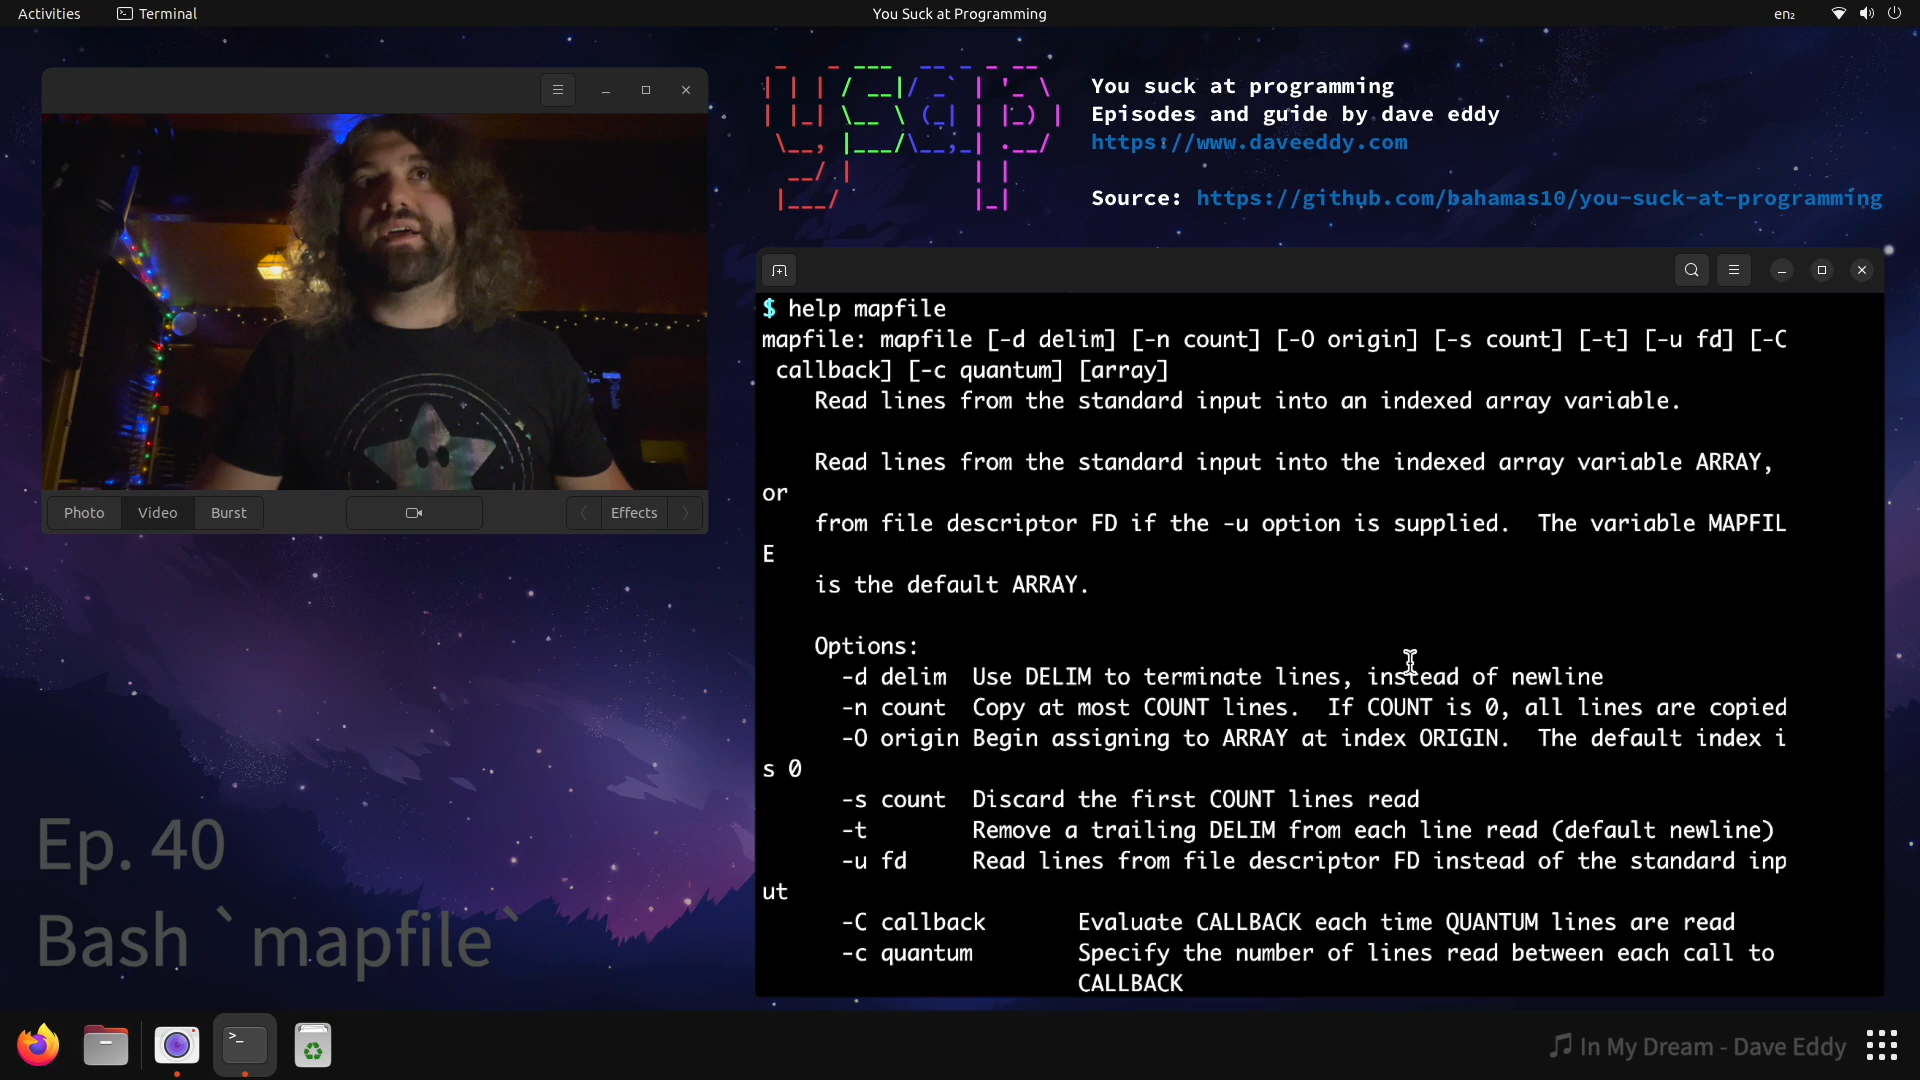 Activities
Terminal
You Suck at Programming
en₂
You suck at programming
Episodes and guide by dave eddy
https://www.daveeddy.com
Source: https://github.com/bahamas10/you-suck-at-programming
Photo
Video
Burst
Effects
$ help mapfile
mapfile: mapfile [-d delim] [-n count] [-O origin] [-s count] [-t] [-u fd] [-C
callback] [-c quantum] [array]
Read lines from the standard input into an indexed array variable.
Read lines from the standard input into the indexed array variable ARRAY,
or
from file descriptor FD if the -u option is supplied.  The variable MAPFIL
E
is the default ARRAY.
Options:
-d delim  Use DELIM to terminate lines, instead of newline
-n count  Copy at most COUNT lines.  If COUNT is 0, all lines are copied
-O origin Begin assigning to ARRAY at index ORIGIN.  The default index i
s 0
-s count  Discard the first COUNT lines read
-t        Remove a trailing DELIM from each line read (default newline)
-u fd     Read lines from file descriptor FD instead of the standard inp
ut
-C callback       Evaluate CALLBACK each time QUANTUM lines are read
-c quantum        Specify the number of lines read between each call to
CALLBACK
Ep. 40
Bash `mapfile`
In My Dream - Dave Eddy